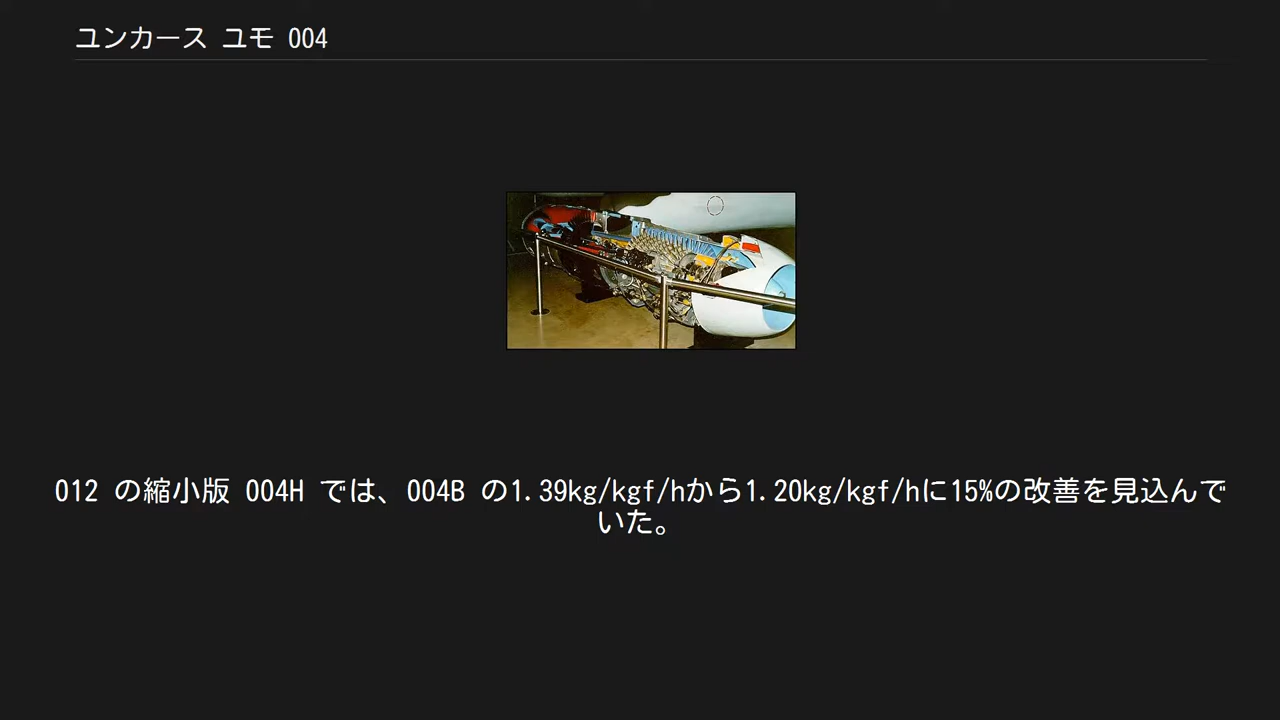 ユンカース ユモ 004
012 の縮小版 004H では、004B の1.39kg/kgf/hから1.20kg/kgf/hに15%の改善を見込んで
いた。